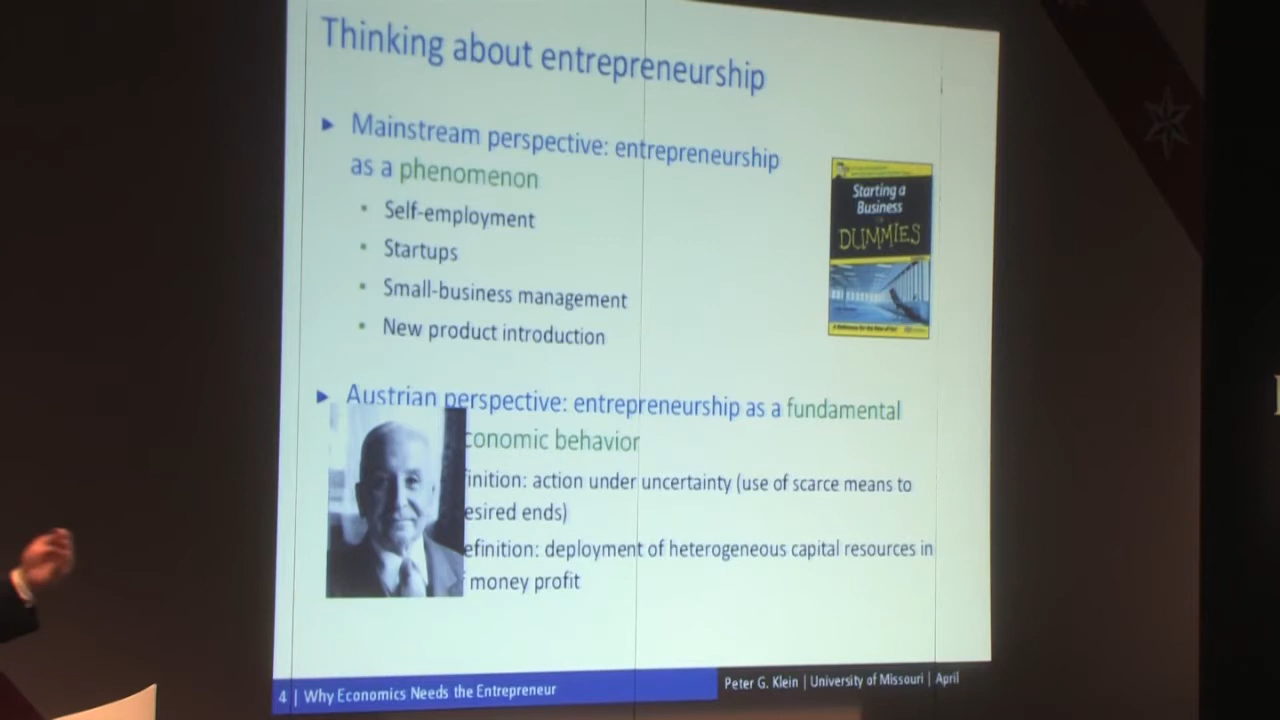 Thinking about entrepreneurship
Mainstream perspective: entrepreneurship
as a phenomenon
Self-employment
Startups
Small-business management
New product introduction
Starting a
Business
DUMMIES
Austrian perspective: entrepreneurship as a fundamental
conomic behavior
inition: action under uncertainty (use of scarce means to
esired ends)
efinition: deployment of heterogeneous capital resources in
money profit
4 | Why Economics Needs the Entrepreneur
Peter G. Klein | University of Missouri | April